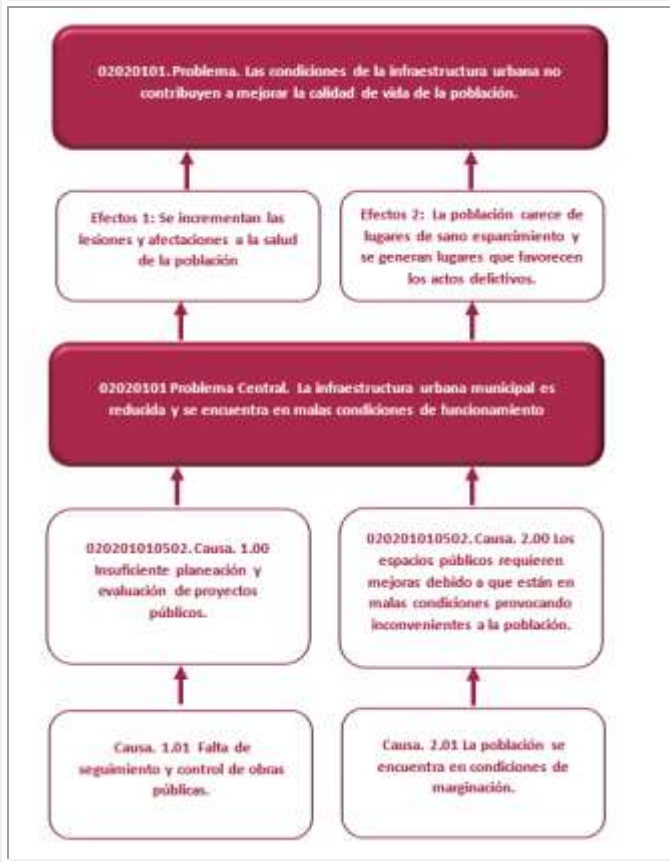 02020101. Problema. Las condiciones de la infraestructura urbana no
contribuyen a mejorar la calidad de vida de la población.
Efectos 1: Se incrementan las
lesiones y afectaciones a la salud
de la población
Efectos 2: La población carece de
lugares de sano esparcimiento y
se generan lugares que favorecen
los actos delictivos.
02020101 Problema Central. La infraestructura urbana municipal es
reducida y se encuentra en malas condiciones de funcionamiento
020201010502. Causa. 1.00
Insuficiente planeación y
evaluación de proyectos
públicos.
020201010502. Causa. 2.00 Los
espacios públicos requieren
mejoras debido a que están en
malas condiciones provocando
inconvenientes a la población.
Causa. 1.01 Falta de
seguimiento y control de obras
públicas.
Causa. 2.01 La población se
encuentra en condiciones de
marginación.